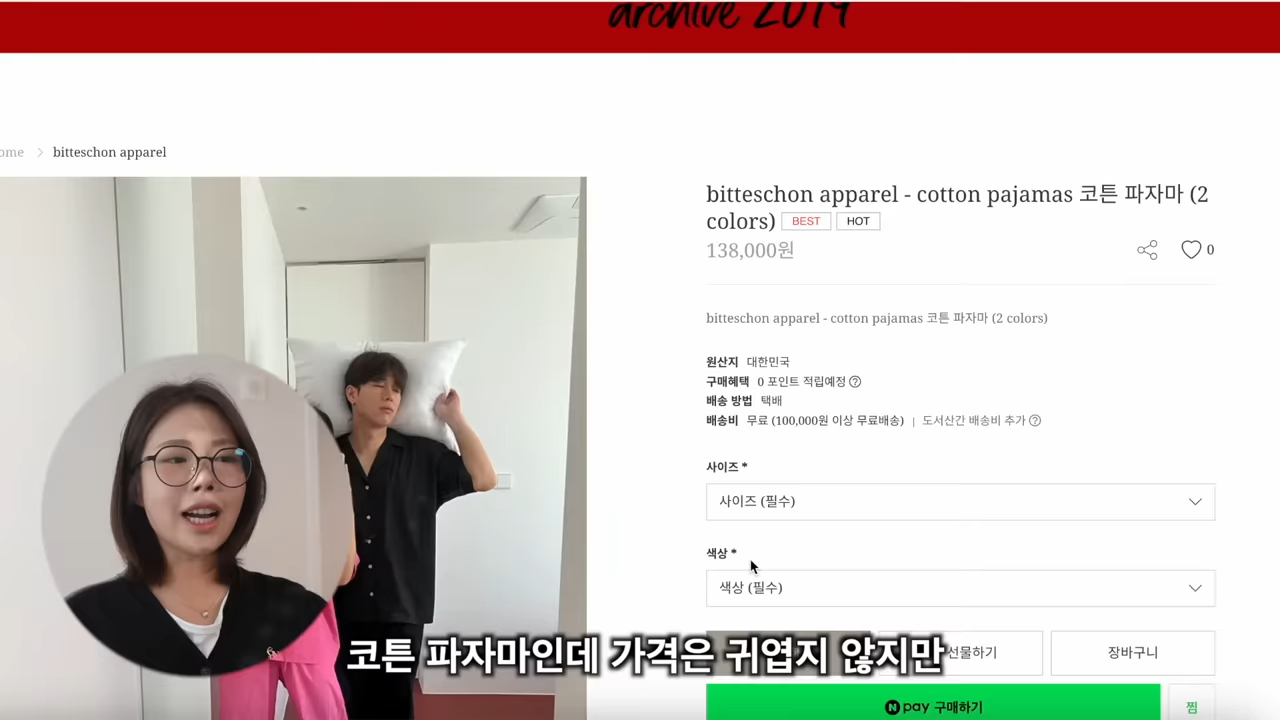 archive 2019
ome > bitteschon apparel
bitteschon apparel - cotton pajamas 코튼 파자마 (2
colors) BEST HOT
138,000원
0
bitteschon apparel - cotton pajamas 코튼 파자마 (2 colors)
원산지 대한민국
구매혜택 0 포인트 적립예정 ?
배송 방법 택배
배송비 무료 (100,000원 이상 무료배송) | 도서산간 배송비 추가 ?
사이즈 *
사이즈 (필수)
색상 *
색상 (필수)
선물하기
장바구니
코튼 파자마인데 가격은 귀엽지 않지만
N pay 구매하기
찜